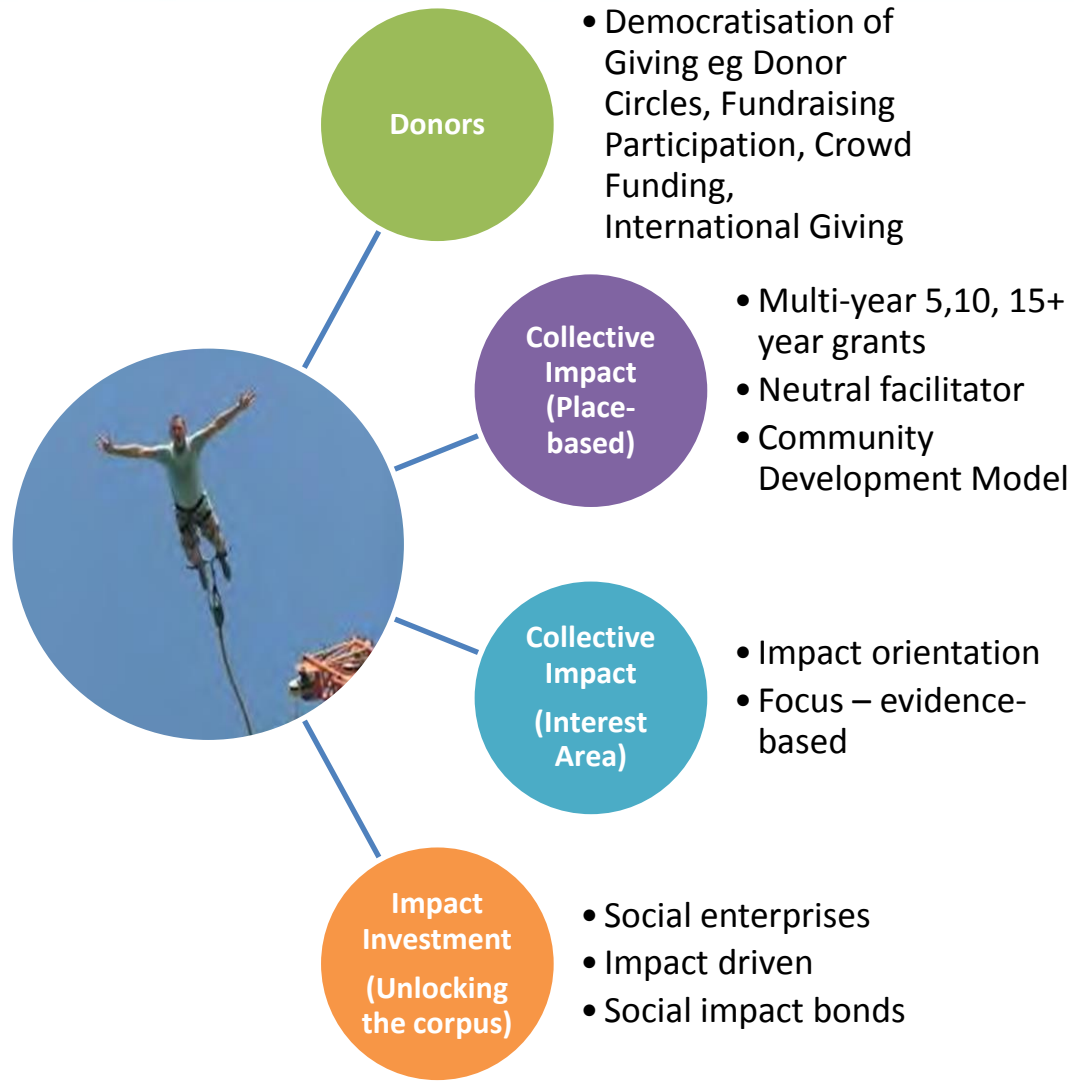 Donors
• Democratisation of
Giving eg Donor
Circles, Fundraising
Participation, Crowd
Funding,
International Giving
Collective
Impact
(Place-
based)
• Multi-year 5,10, 15+
year grants
• Neutral facilitator
• Community
Development Model
Collective
Impact
(Interest
Area)
• Impact orientation
• Focus – evidence-
based
Impact
Investment
(Unlocking
the corpus)
• Social enterprises
• Impact driven
• Social impact bonds